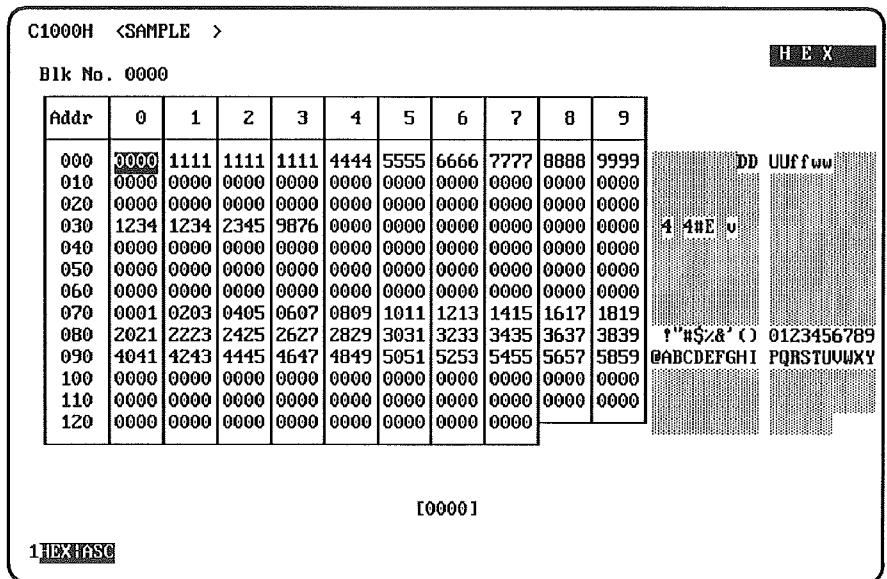 C1000H <SAMPLE >
H E X
Blk No. 0000
Addr 0 1 2 3 4 5 6 7 8 9
000 0000 1111 1111 1111 4444 5555 6666 7777 8888 9999 DD UUffww
010 0000 0000 0000 0000 0000 0000 0000 0000 0000 0000
020 0000 0000 0000 0000 0000 0000 0000 0000 0000 0000
030 1234 1234 2345 9876 0000 0000 0000 0000 0000 0000 4 4#E v
040 0000 0000 0000 0000 0000 0000 0000 0000 0000 0000
050 0000 0000 0000 0000 0000 0000 0000 0000 0000 0000
060 0000 0000 0000 0000 0000 0000 0000 0000 0000 0000
070 0001 0203 0405 0607 0809 1011 1213 1415 1617 1819
080 2021 2223 2425 2627 2829 3031 3233 3435 3637 3839 !"#$%&'() 0123456789
090 4041 4243 4445 4647 4849 5051 5253 5455 5657 5859 @ABCDEFGHI PQRSTUVWXY
100 0000 0000 0000 0000 0000 0000 0000 0000 0000 0000
110 0000 0000 0000 0000 0000 0000 0000 0000 0000 0000
120 0000 0000 0000 0000 0000 0000 0000 0000
[0000]
1HEX|ASC